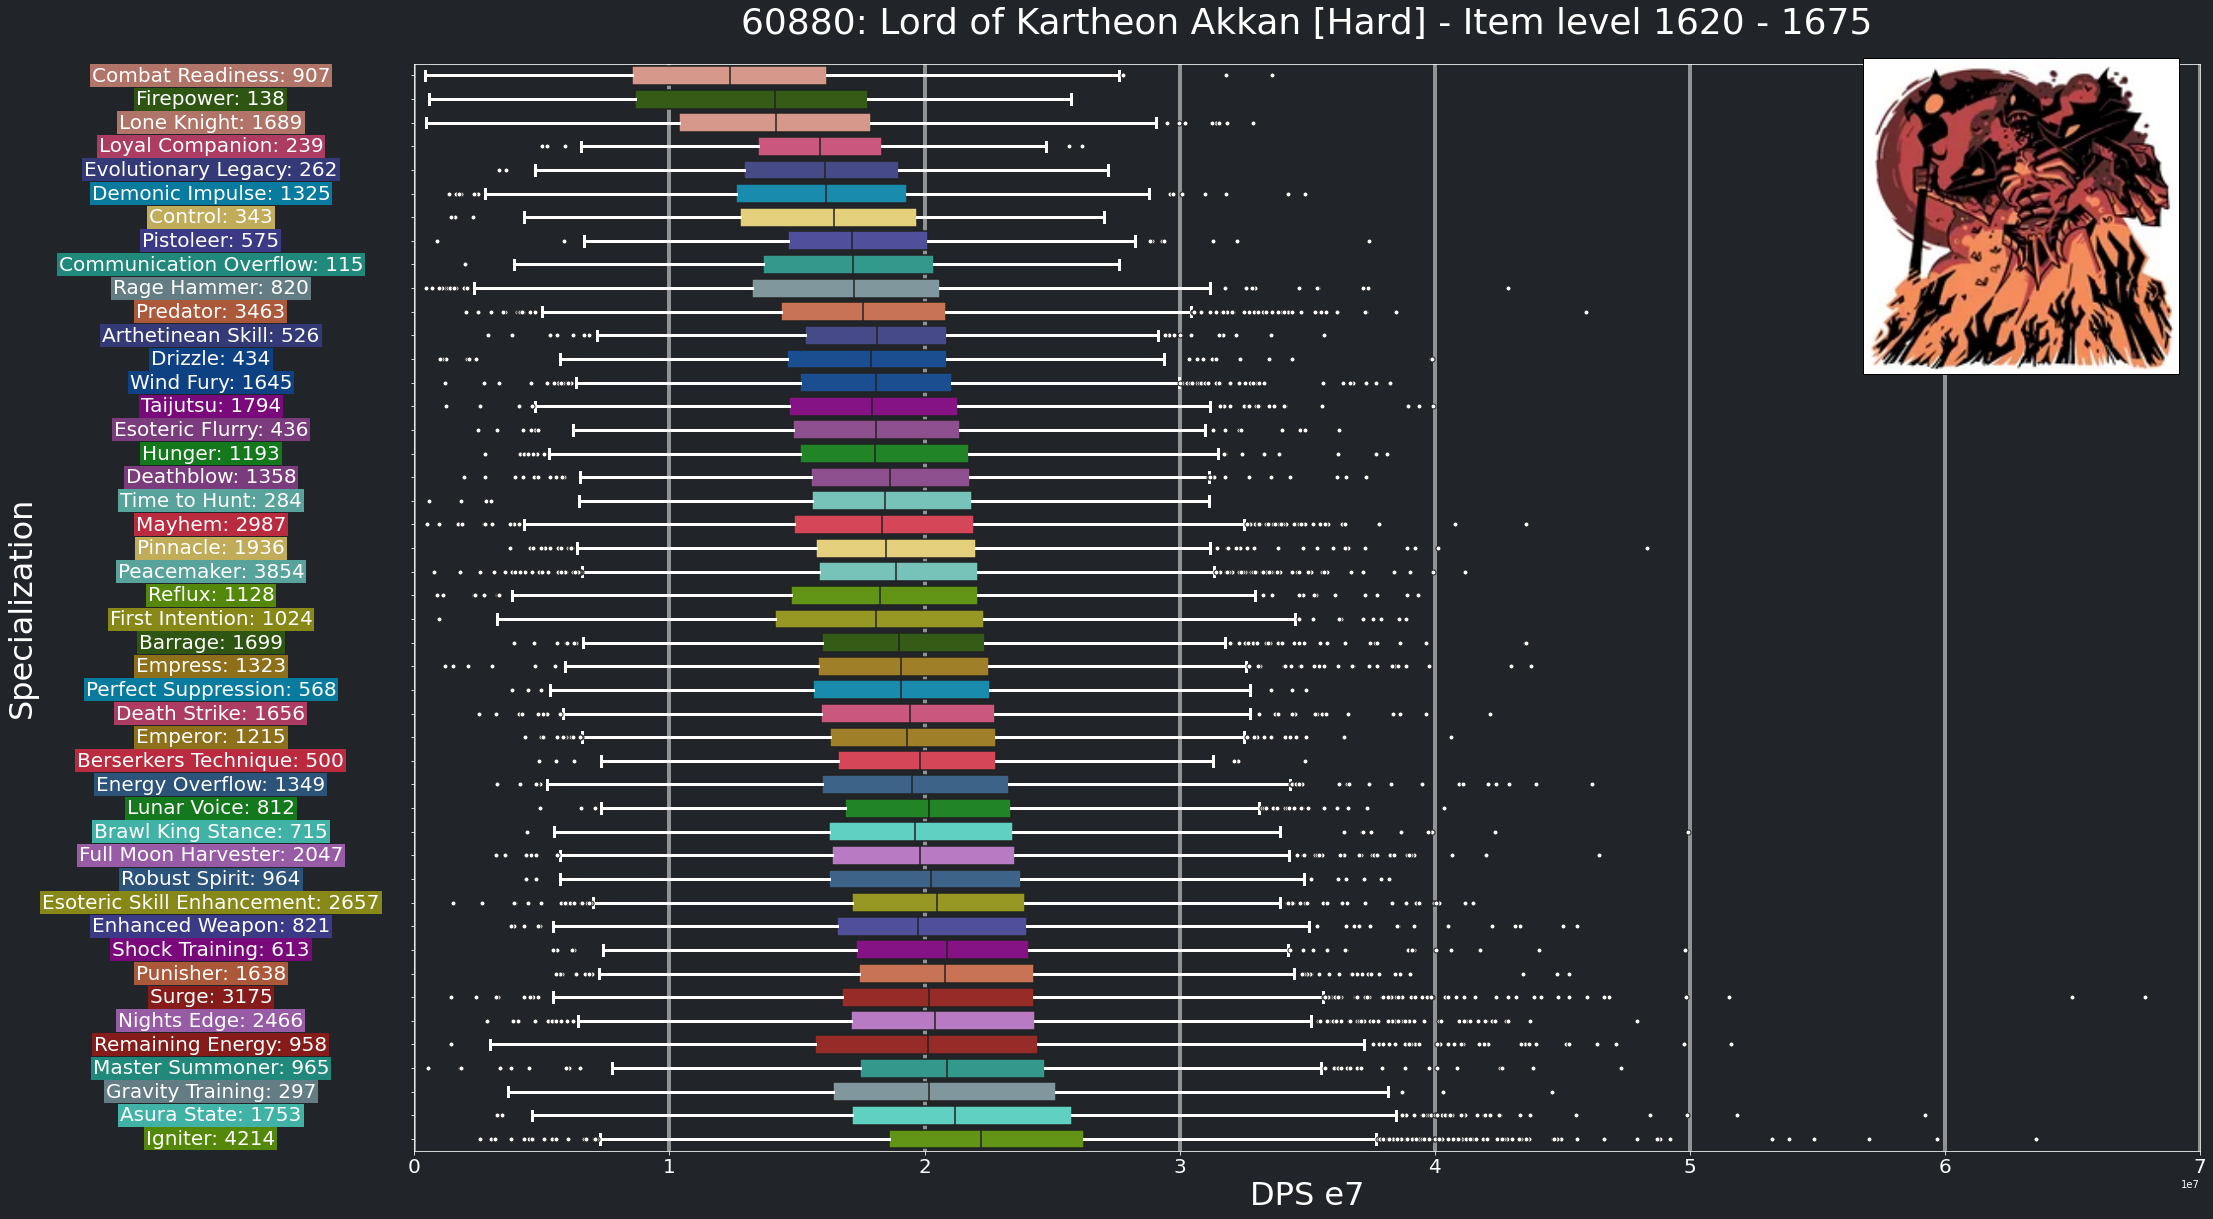 60880: Lord of Kartheon Akkan [Hard] - Item level 1620 - 1675
Specialization
Combat Readiness: 907
Firepower: 138
Lone Knight: 1689
Loyal Companion: 239
Evolutionary Legacy: 262
Demonic Impulse: 1325
Control: 343
Pistoleer: 575
Communication Overflow: 115
Rage Hammer: 820
Predator: 3463
Arthetinean Skill: 526
Drizzle: 434
Wind Fury: 1645
Taijutsu: 1794
Esoteric Flurry: 436
Hunger: 1193
Deathblow: 1358
Time to Hunt: 284
Mayhem: 2987
Pinnacle: 1936
Peacemaker: 3854
Reflux: 1128
First Intention: 1024
Barrage: 1699
Empress: 1323
Perfect Suppression: 568
Death Strike: 1656
Emperor: 1215
Berserkers Technique: 500
Energy Overflow: 1349
Lunar Voice: 812
Brawl King Stance: 715
Full Moon Harvester: 2047
Robust Spirit: 964
Esoteric Skill Enhancement: 2657
Enhanced Weapon: 821
Shock Training: 613
Punisher: 1638
Surge: 3175
Nights Edge: 2466
Remaining Energy: 958
Master Summoner: 965
Gravity Training: 297
Asura State: 1753
Igniter: 4214
0 1 2 3 4 5 6 7
1e7
DPS e7